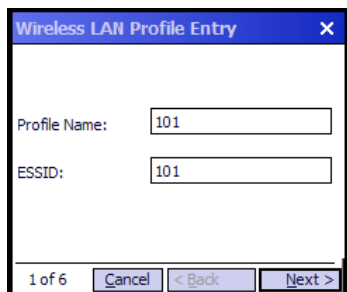 Wireless LAN Profile Entry X
Profile Name: 101
ESSID: 101
1 of 6 Cancel < Back Next >